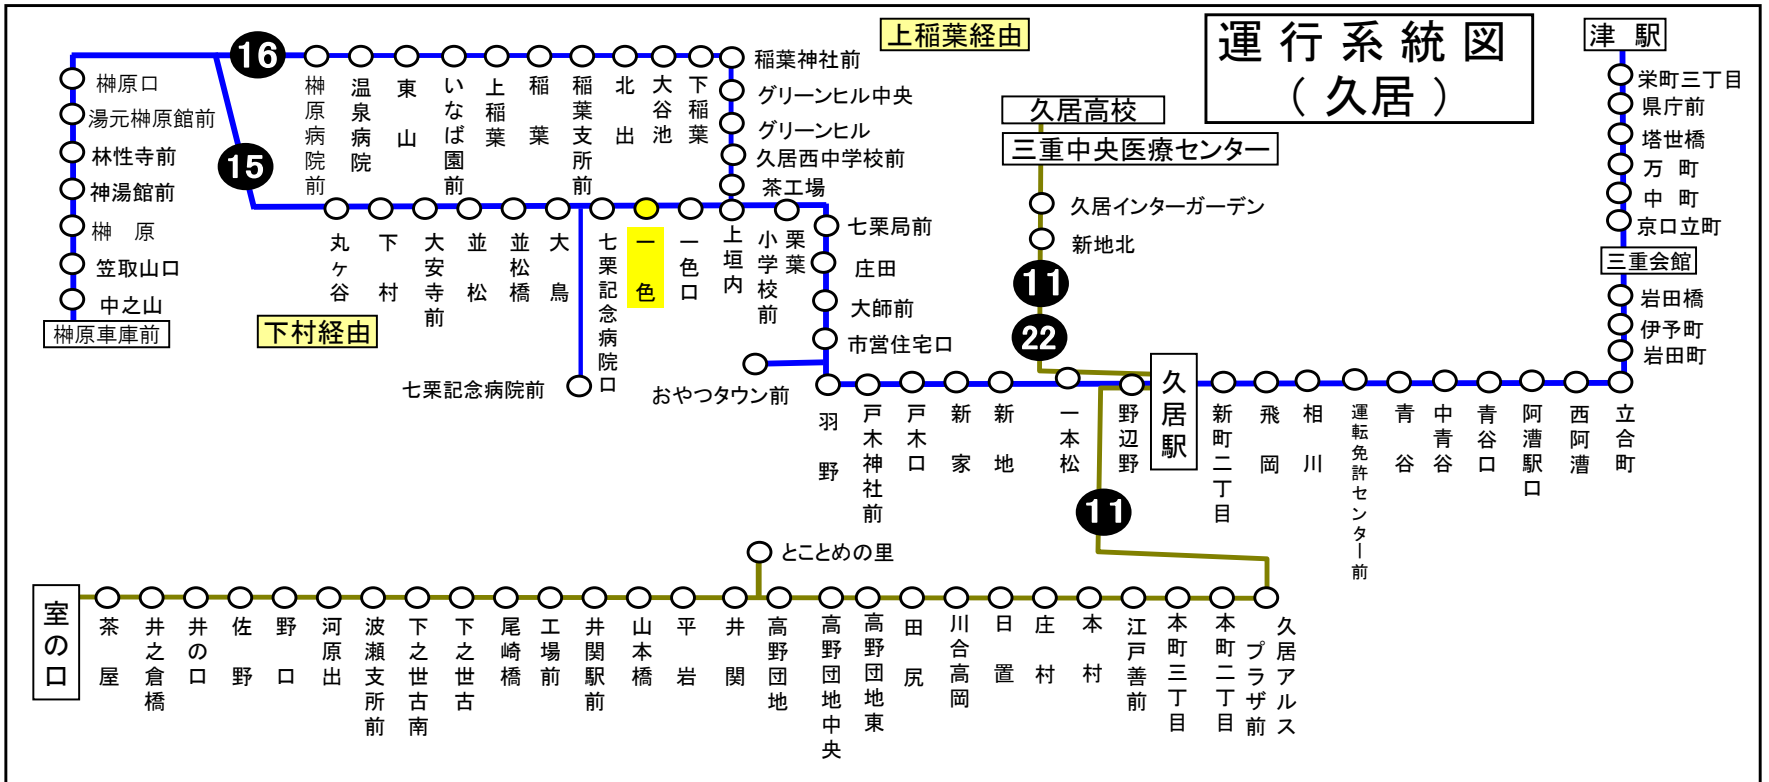 運行系統図
（久居）
上稲葉経由
津駅
栄町三丁目
県庁前
塔世橋
万町
中町
京口立町
三重会館
岩田橋
伊予町
岩田町
立合町
西阿漕
阿漕駅口
青谷口
中青谷
青谷
運転免許センター前
相川
飛岡
新町二丁目
久居駅
野辺野
一本松
新地
新家
戸木口
戸木神社前
羽野
おやつタウン前
市営住宅口
大師前
庄田
七栗局前
栗葉小学校前
上垣内
一色口
一色
七栗記念病院口
七栗記念病院前
大鳥
並松橋
並松
大安寺前
下村
丸ヶ谷
下村経由
15
16
茶工場
久居西中学校前
グリーンヒル
グリーンヒル中央
稲葉神社前
下稲葉
大谷池
北出
稲葉支所前
稲葉
上稲葉
いなば園前
東山
温泉病院
榊原病院前
榊原口
湯元榊原館前
林性寺前
神湯館前
榊原
笠取山口
中之山
榊原車庫前
久居高校
三重中央医療センター
久居インターガーデン
新地北
11
22
11
久居アルスプラザ前
本町二丁目
本町三丁目
江戸善前
本村
庄村
日置
川合高岡
田尻
高野団地東
高野団地中央
高野団地
とことめの里
井関
平岩
山本橋
井関駅前
工場前
尾崎橋
下之世古
下之世古南
波瀬支所前
河原出
野口
佐野
井の口
井之倉橋
茶屋
室の口